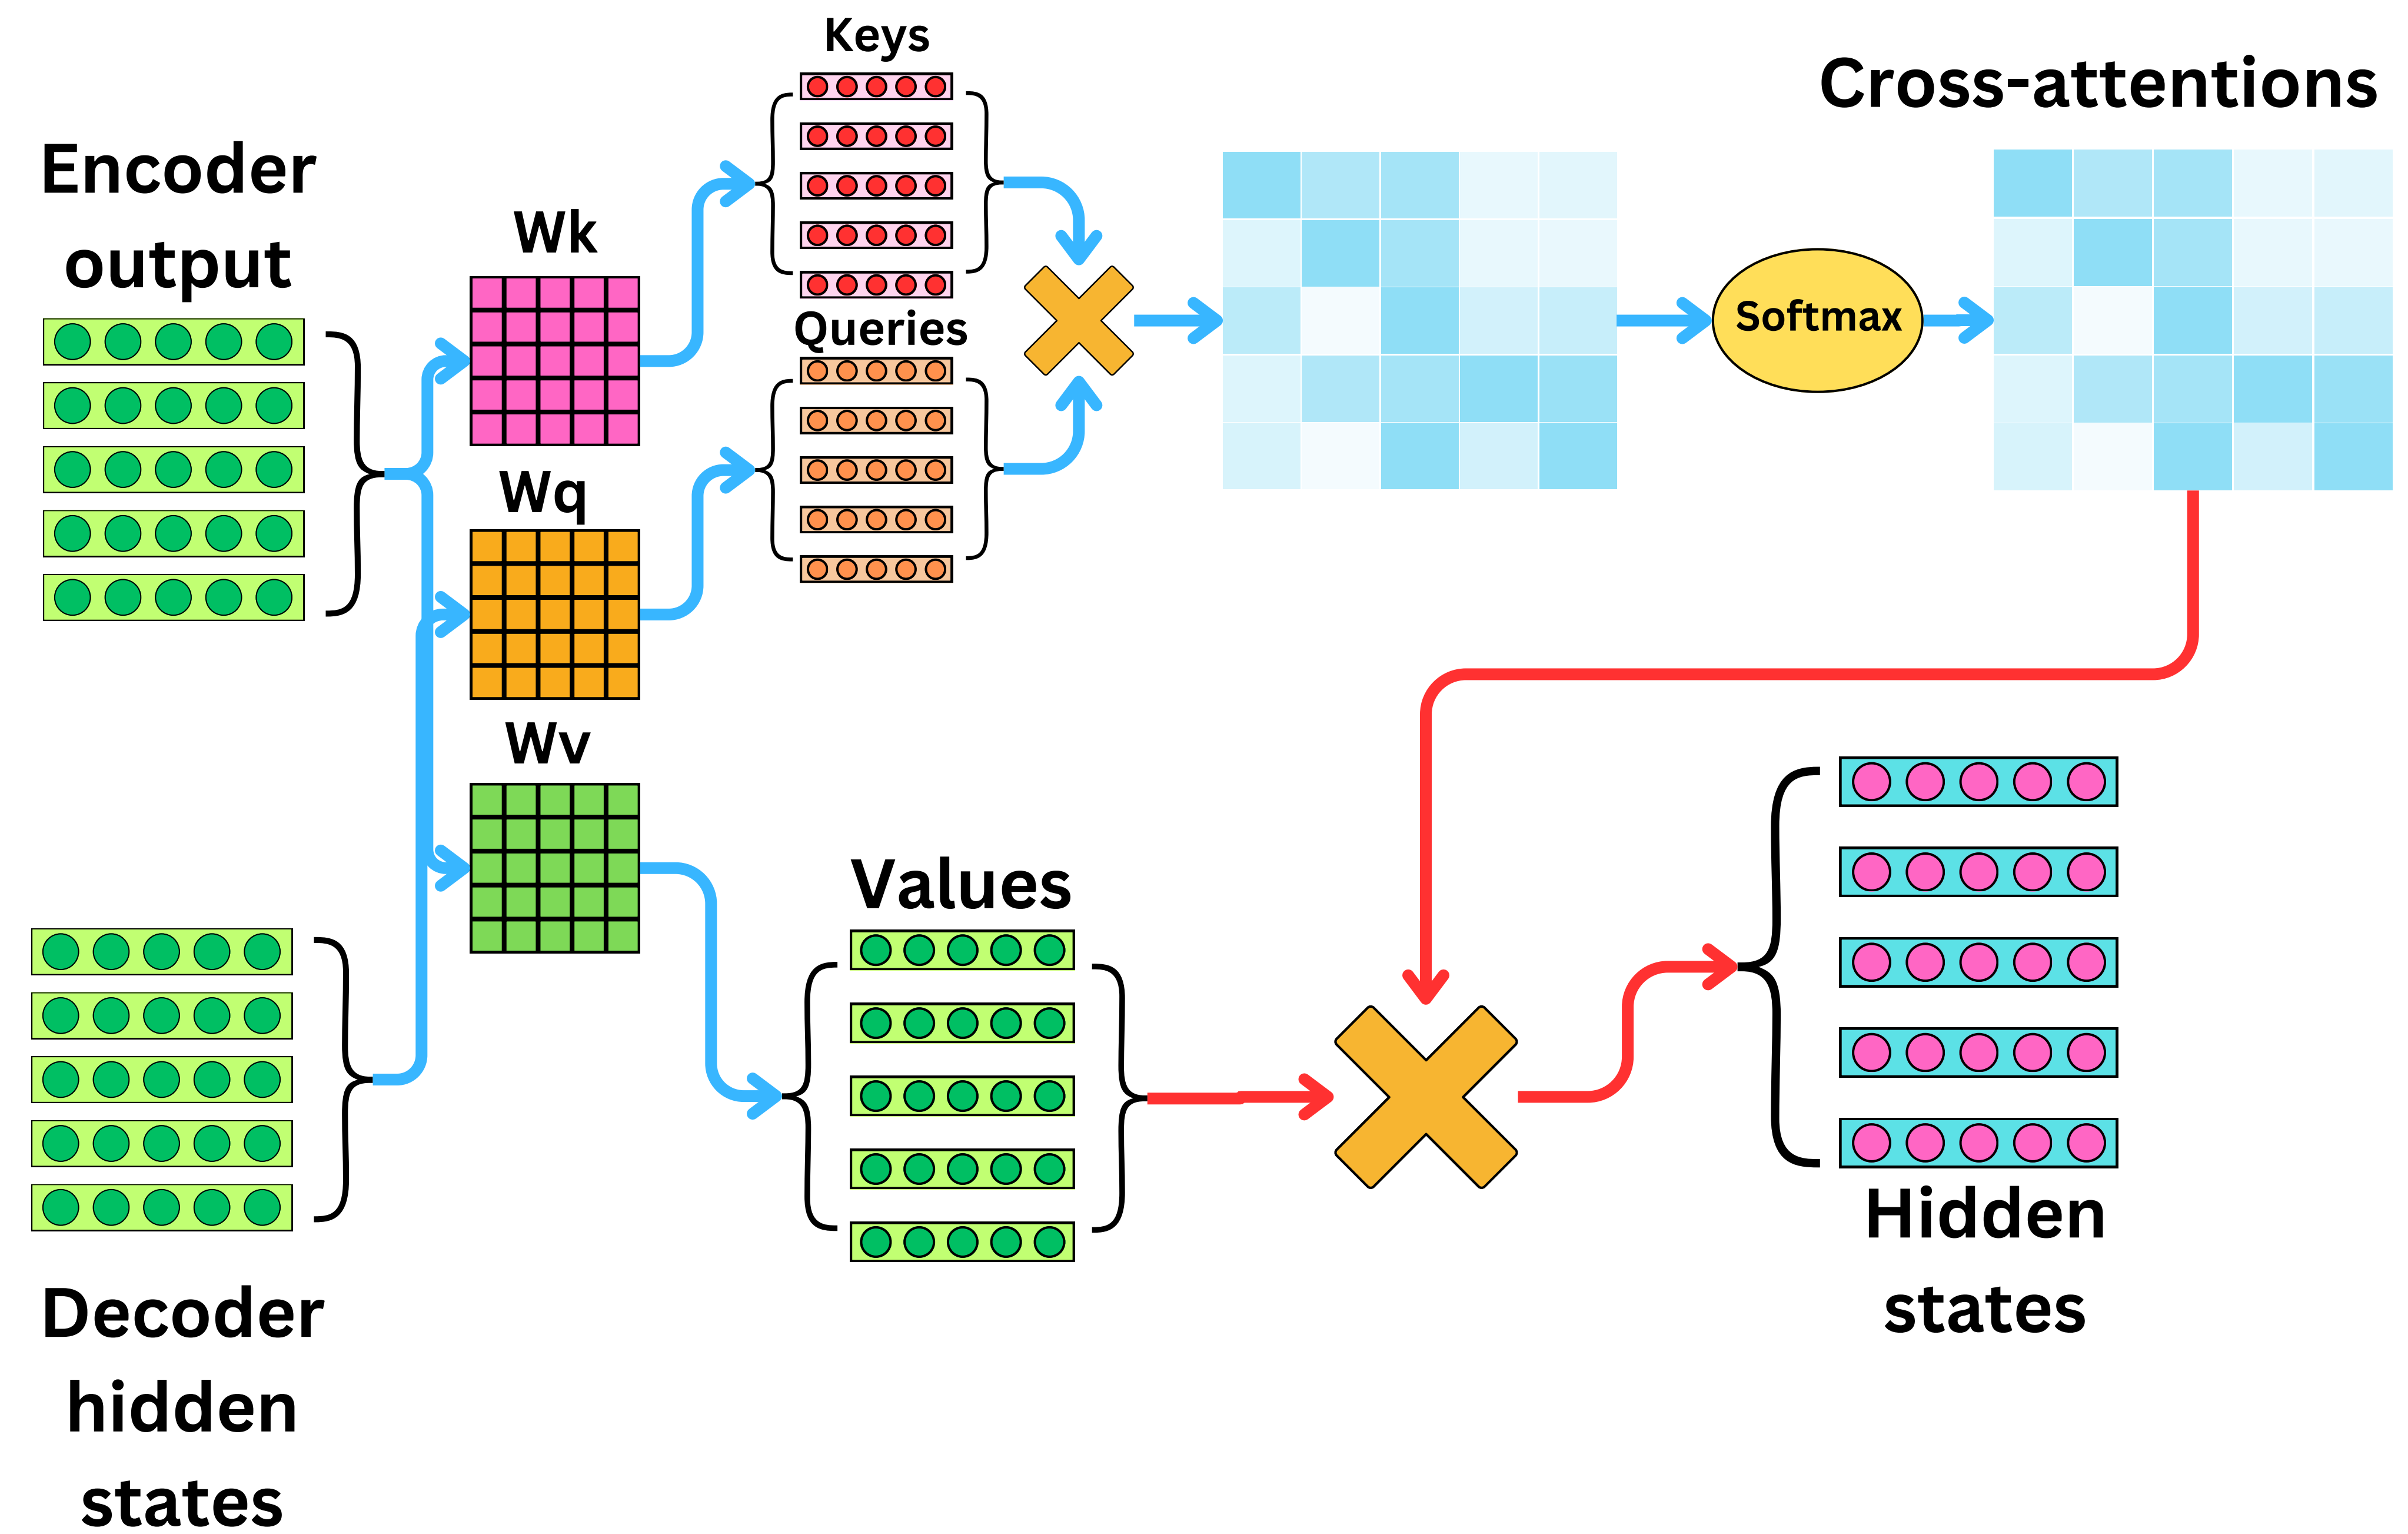 Keys
Cross-attentions
Encoder
output
Wk
Queries
Softmax
Wq
Wv
Values
Hidden
states
Decoder
hidden
states